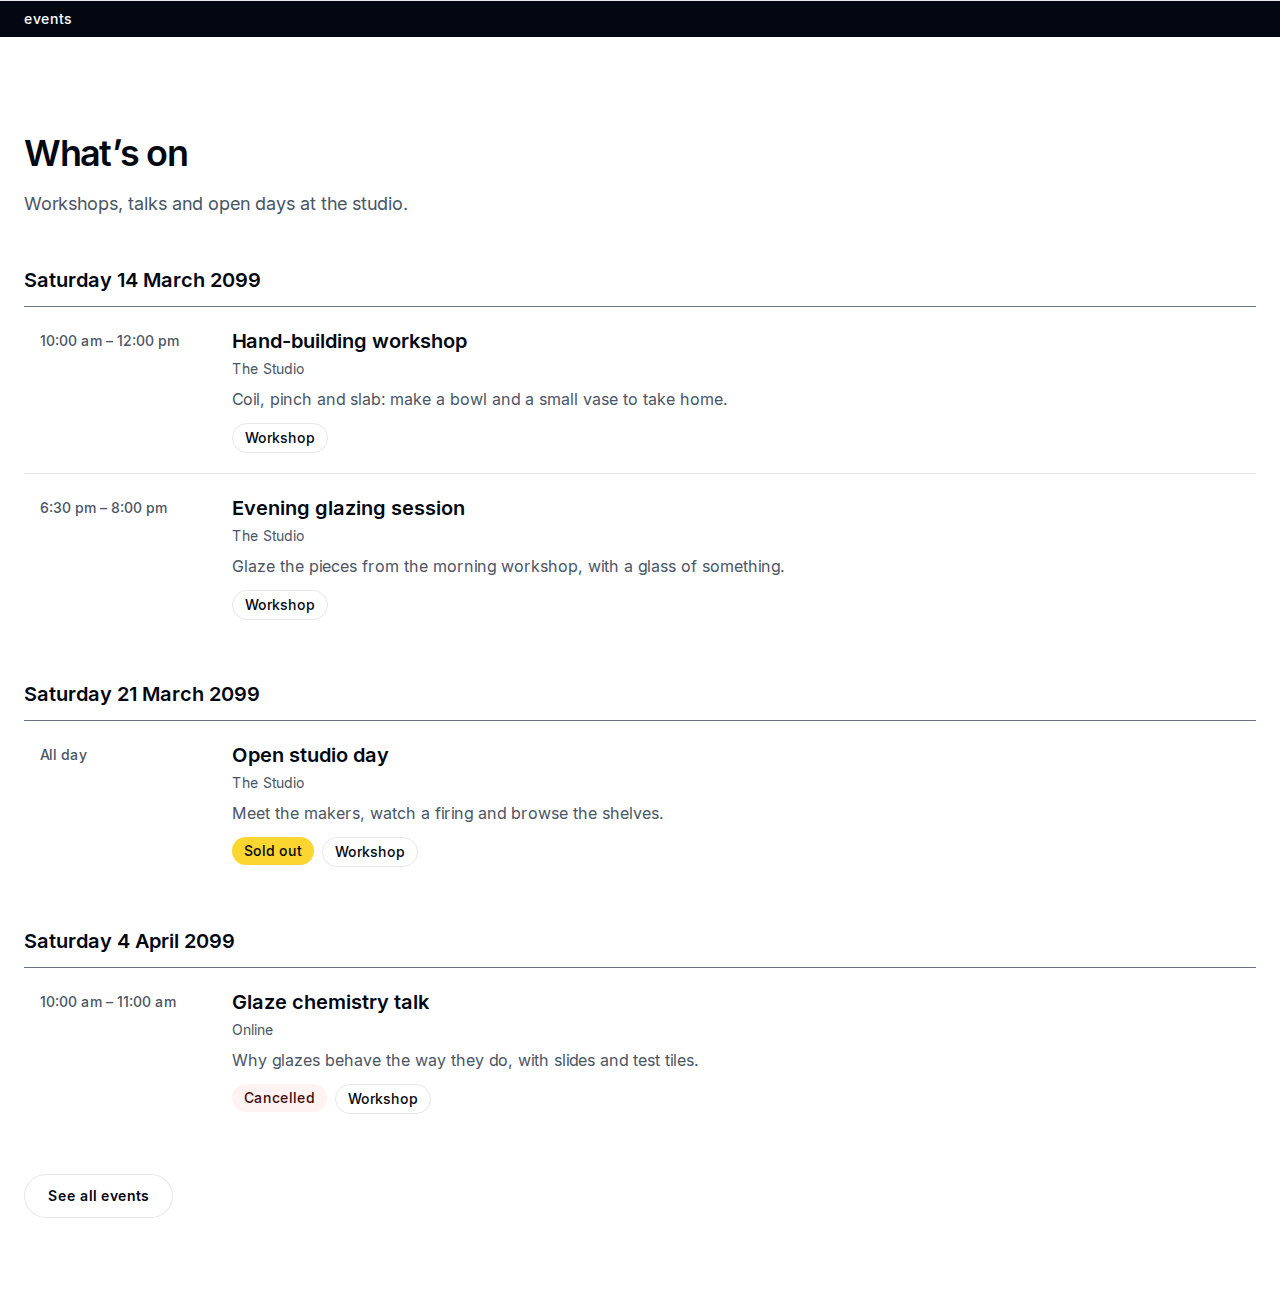 events
What’s on
Workshops, talks and open days at the studio.
Saturday 14 March 2099
10:00 am – 12:00 pm
Hand-building workshop
The Studio
Coil, pinch and slab: make a bowl and a small vase to take home.
Workshop
6:30 pm – 8:00 pm
Evening glazing session
The Studio
Glaze the pieces from the morning workshop, with a glass of something.
Workshop
Saturday 21 March 2099
All day
Open studio day
The Studio
Meet the makers, watch a firing and browse the shelves.
Sold out Workshop
Saturday 4 April 2099
10:00 am – 11:00 am
Glaze chemistry talk
Online
Why glazes behave the way they do, with slides and test tiles.
Cancelled Workshop
See all events